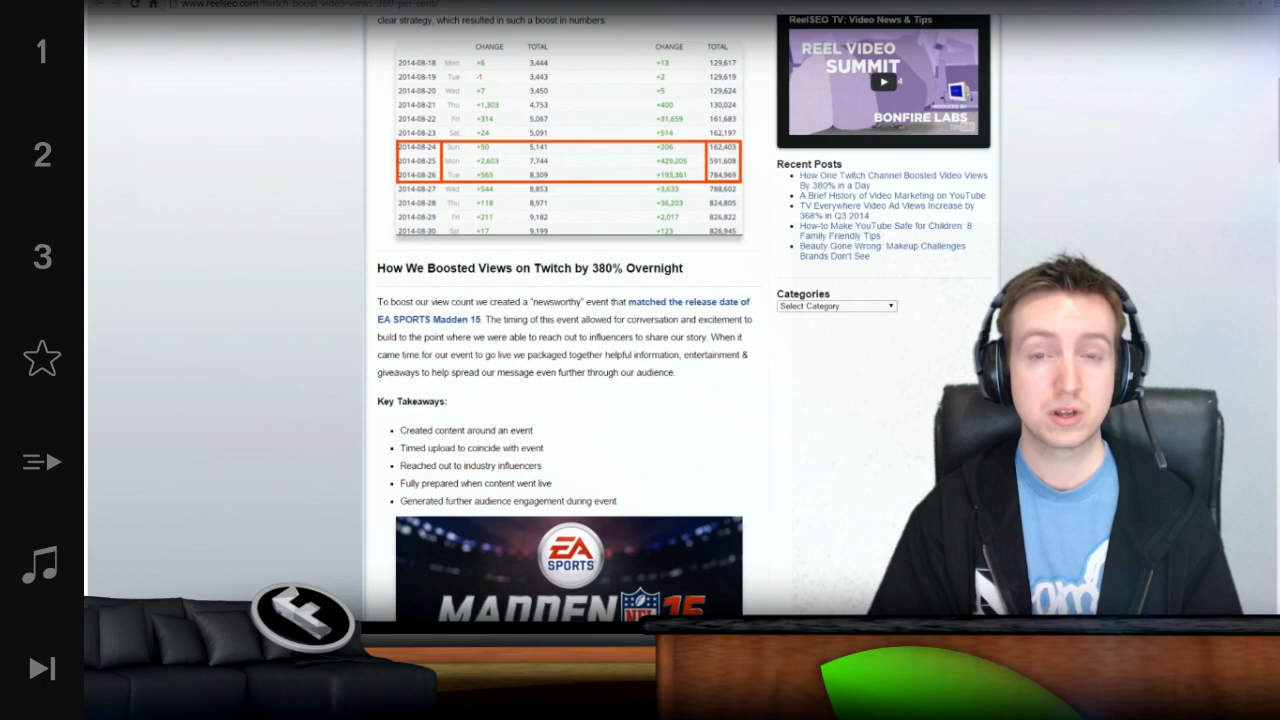 www.reelseo.com/twitch-boost-video-views-380-per-cent/
1
2
3
clear strategy, which resulted in such a boost in numbers:
CHANGE TOTAL CHANGE TOTAL
2014-08-18 Mon +6 3,444 +13 129,617
2014-08-19 Tue -1 3,443 +2 129,619
2014-08-20 Wed +7 3,450 +5 129,624
2014-08-21 Thu +1,303 4,753 +400 130,024
2014-08-22 Fri +314 5,067 +31,659 161,683
2014-08-23 Sat +24 5,091 +514 162,197
2014-08-24 Sun +50 5,141 +206 162,403
2014-08-25 Mon +2,603 7,744 +429,205 591,608
2014-08-26 Tue +565 8,309 +193,361 784,969
2014-08-27 Wed +544 8,853 +3,633 788,602
2014-08-28 Thu +118 8,971 +36,203 824,805
2014-08-29 Fri +211 9,182 +2,017 826,822
2014-08-30 Sat +17 9,199 +123 826,945
How We Boosted Views on Twitch by 380% Overnight
To boost our view count we created a "newsworthy" event that matched the release date of
EA SPORTS Madden 15. The timing of this event allowed for conversation and excitement to
build to the point where we were able to reach out to influencers to share our story. When it
came time for our event to go live we packaged together helpful information, entertainment &
giveaways to help spread our message even further through our audience.
Key Takeaways:
• Created content around an event
• Timed upload to coincide with event
• Reached out to industry influencers
• Fully prepared when content went live
• Generated further audience engagement during event
EA
SPORTS
MADDEN NFL 15
ReelSEO TV: Video News & Tips
REEL VIDEO
SUMMIT
4
PRODUCED BY
BONFIRE LABS
Recent Posts
• How One Twitch Channel Boosted Video Views
By 380% in a Day
• A Brief History of Video Marketing on YouTube
• TV Everywhere Video Ad Views Increase by
368% in Q3 2014
• How-to Make YouTube Safe for Children: 8
Family Friendly Tips
• Beauty Gone Wrong: Makeup Challenges
Brands Don't See
Categories
Select Category